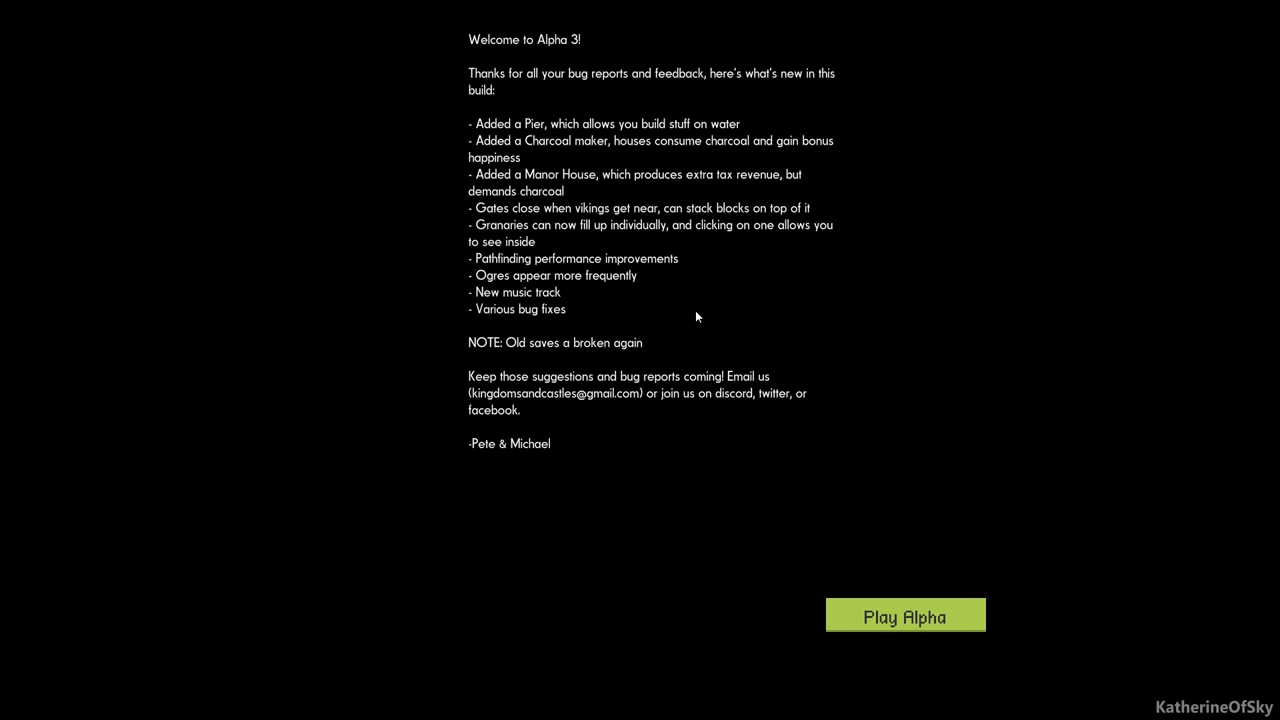 Welcome to Alpha 3!
Thanks for all your bug reports and feedback, here's what's new in this
build:
- Added a Pier, which allows you build stuff on water
- Added a Charcoal maker, houses consume charcoal and gain bonus
happiness
- Added a Manor House, which produces extra tax revenue, but
demands charcoal
- Gates close when vikings get near, can stack blocks on top of it
- Granaries can now fill up individually, and clicking on one allows you
to see inside
- Pathfinding performance improvements
- Ogres appear more frequently
- New music track
- Various bug fixes
NOTE: Old saves a broken again
Keep those suggestions and bug reports coming! Email us
(kingdomsandcastles@gmail.com) or join us on discord, twitter, or
facebook.
-Pete & Michael
Play Alpha
KatherineOfSky